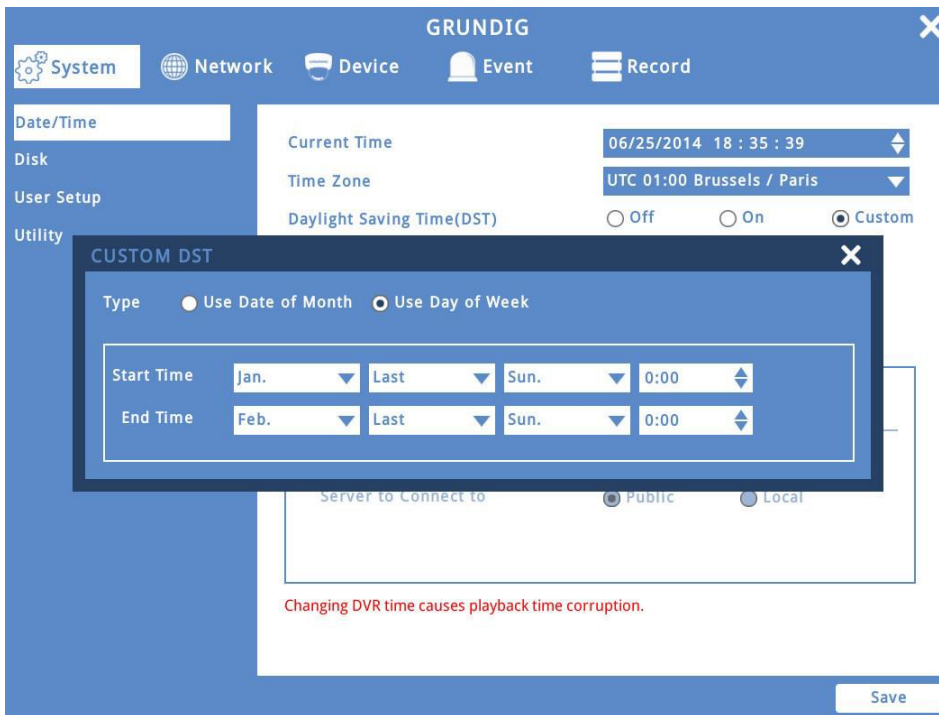 GRUNDIG
System Network Device Event Record
Date/Time
Disk
User Setup
Utility
Current Time 06/25/2014 18 : 35 : 39
Time Zone UTC 01:00 Brussels / Paris
Daylight Saving Time(DST) Off On Custom
CUSTOM DST
Type Use Date of Month Use Day of Week
Start Time Jan. Last Sun. 0:00
End Time Feb. Last Sun. 0:00
Server to Connect to Public Local
Changing DVR time causes playback time corruption.
Save